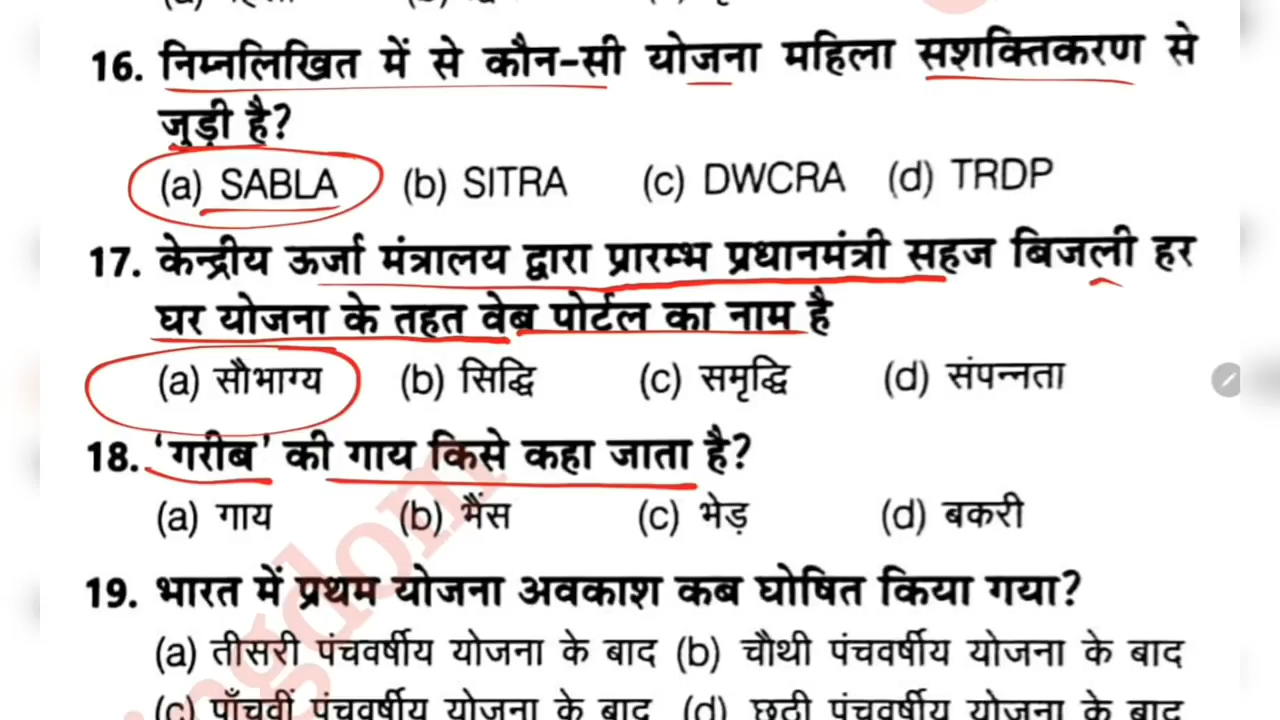 16. निम्नलिखित में से कौन-सी योजना महिला सशक्तिकरण से
जुड़ी है?
(a) SABLA (b) SITRA (c) DWCRA (d) TRDP
17. केन्द्रीय ऊर्जा मंत्रालय द्वारा प्रारम्भ प्रधानमंत्री सहज बिजली हर
घर योजना के तहत वेब पोर्टल का नाम है
(a) सौभाग्य (b) सिद्धि (c) समृद्धि (d) संपन्नता
18. ‘गरीब’ की गाय किसे कहा जाता है?
(a) गाय (b) भैंस (c) भेड़ (d) बकरी
19. भारत में प्रथम योजना अवकाश कब घोषित किया गया?
(a) तीसरी पंचवर्षीय योजना के बाद (b) चौथी पंचवर्षीय योजना के बाद
(c) पाँचवीं पंचवर्षीय योजना के बाद (d) छठी पंचवर्षीय योजना के बाद